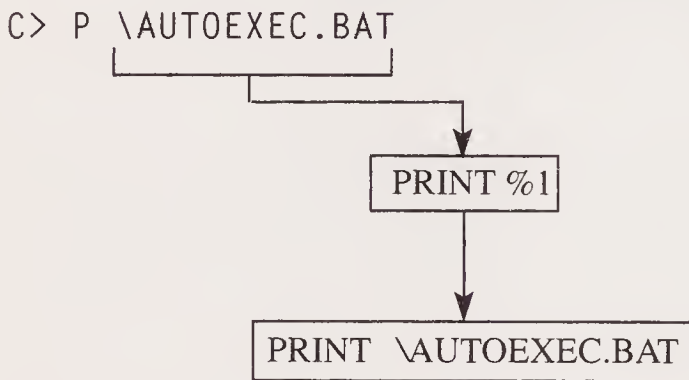 C> P \AUTOEXEC.BAT
PRINT %1
PRINT \AUTOEXEC.BAT